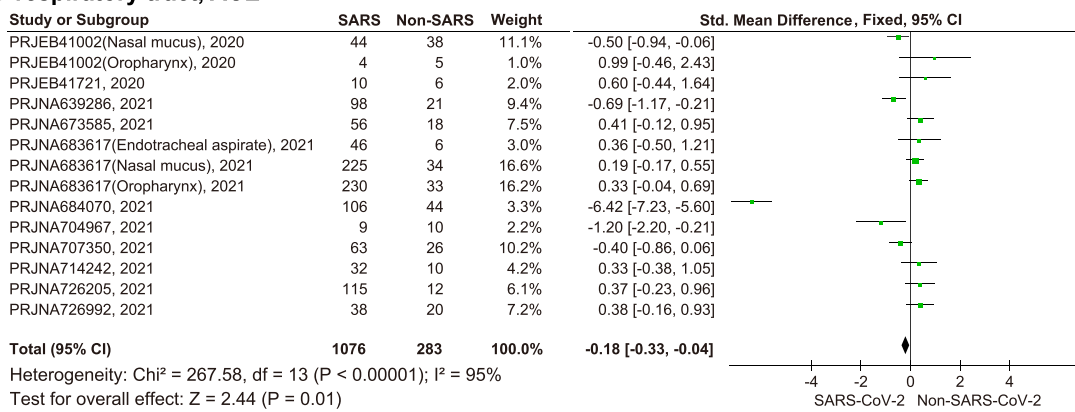 Study or Subgroup SARS Non-SARS Weight Std. Mean Difference, Fixed, 95% CI
PRJEB41002(Nasal mucus), 2020 44 38 11.1% -0.50 [-0.94, -0.06]
PRJEB41002(Oropharynx), 2020 4 5 1.0% 0.99 [-0.46, 2.43]
PRJEB41721, 2020 10 6 2.0% 0.60 [-0.44, 1.64]
PRJNA639286, 2021 98 21 9.4% -0.69 [-1.17, -0.21]
PRJNA673585, 2021 56 18 7.5% 0.41 [-0.12, 0.95]
PRJNA683617(Endotracheal aspirate), 2021 46 6 3.0% 0.36 [-0.50, 1.21]
PRJNA683617(Nasal mucus), 2021 225 34 16.6% 0.19 [-0.17, 0.55]
PRJNA683617(Oropharynx), 2021 230 33 16.2% 0.33 [-0.04, 0.69]
PRJNA684070, 2021 106 44 3.3% -6.42 [-7.23, -5.60]
PRJNA704967, 2021 9 10 2.2% -1.20 [-2.20, -0.21]
PRJNA707350, 2021 63 26 10.2% -0.40 [-0.86, 0.06]
PRJNA714242, 2021 32 10 4.2% 0.33 [-0.38, 1.05]
PRJNA726205, 2021 115 12 6.1% 0.37 [-0.23, 0.96]
PRJNA726992, 2021 38 20 7.2% 0.38 [-0.16, 0.93]
Total (95% CI) 1076 283 100.0% -0.18 [-0.33, -0.04]
Heterogeneity: Chi² = 267.58, df = 13 (P < 0.00001); I² = 95%
Test for overall effect: Z = 2.44 (P = 0.01)
-4 -2 0 2 4
SARS-CoV-2 Non-SARS-CoV-2